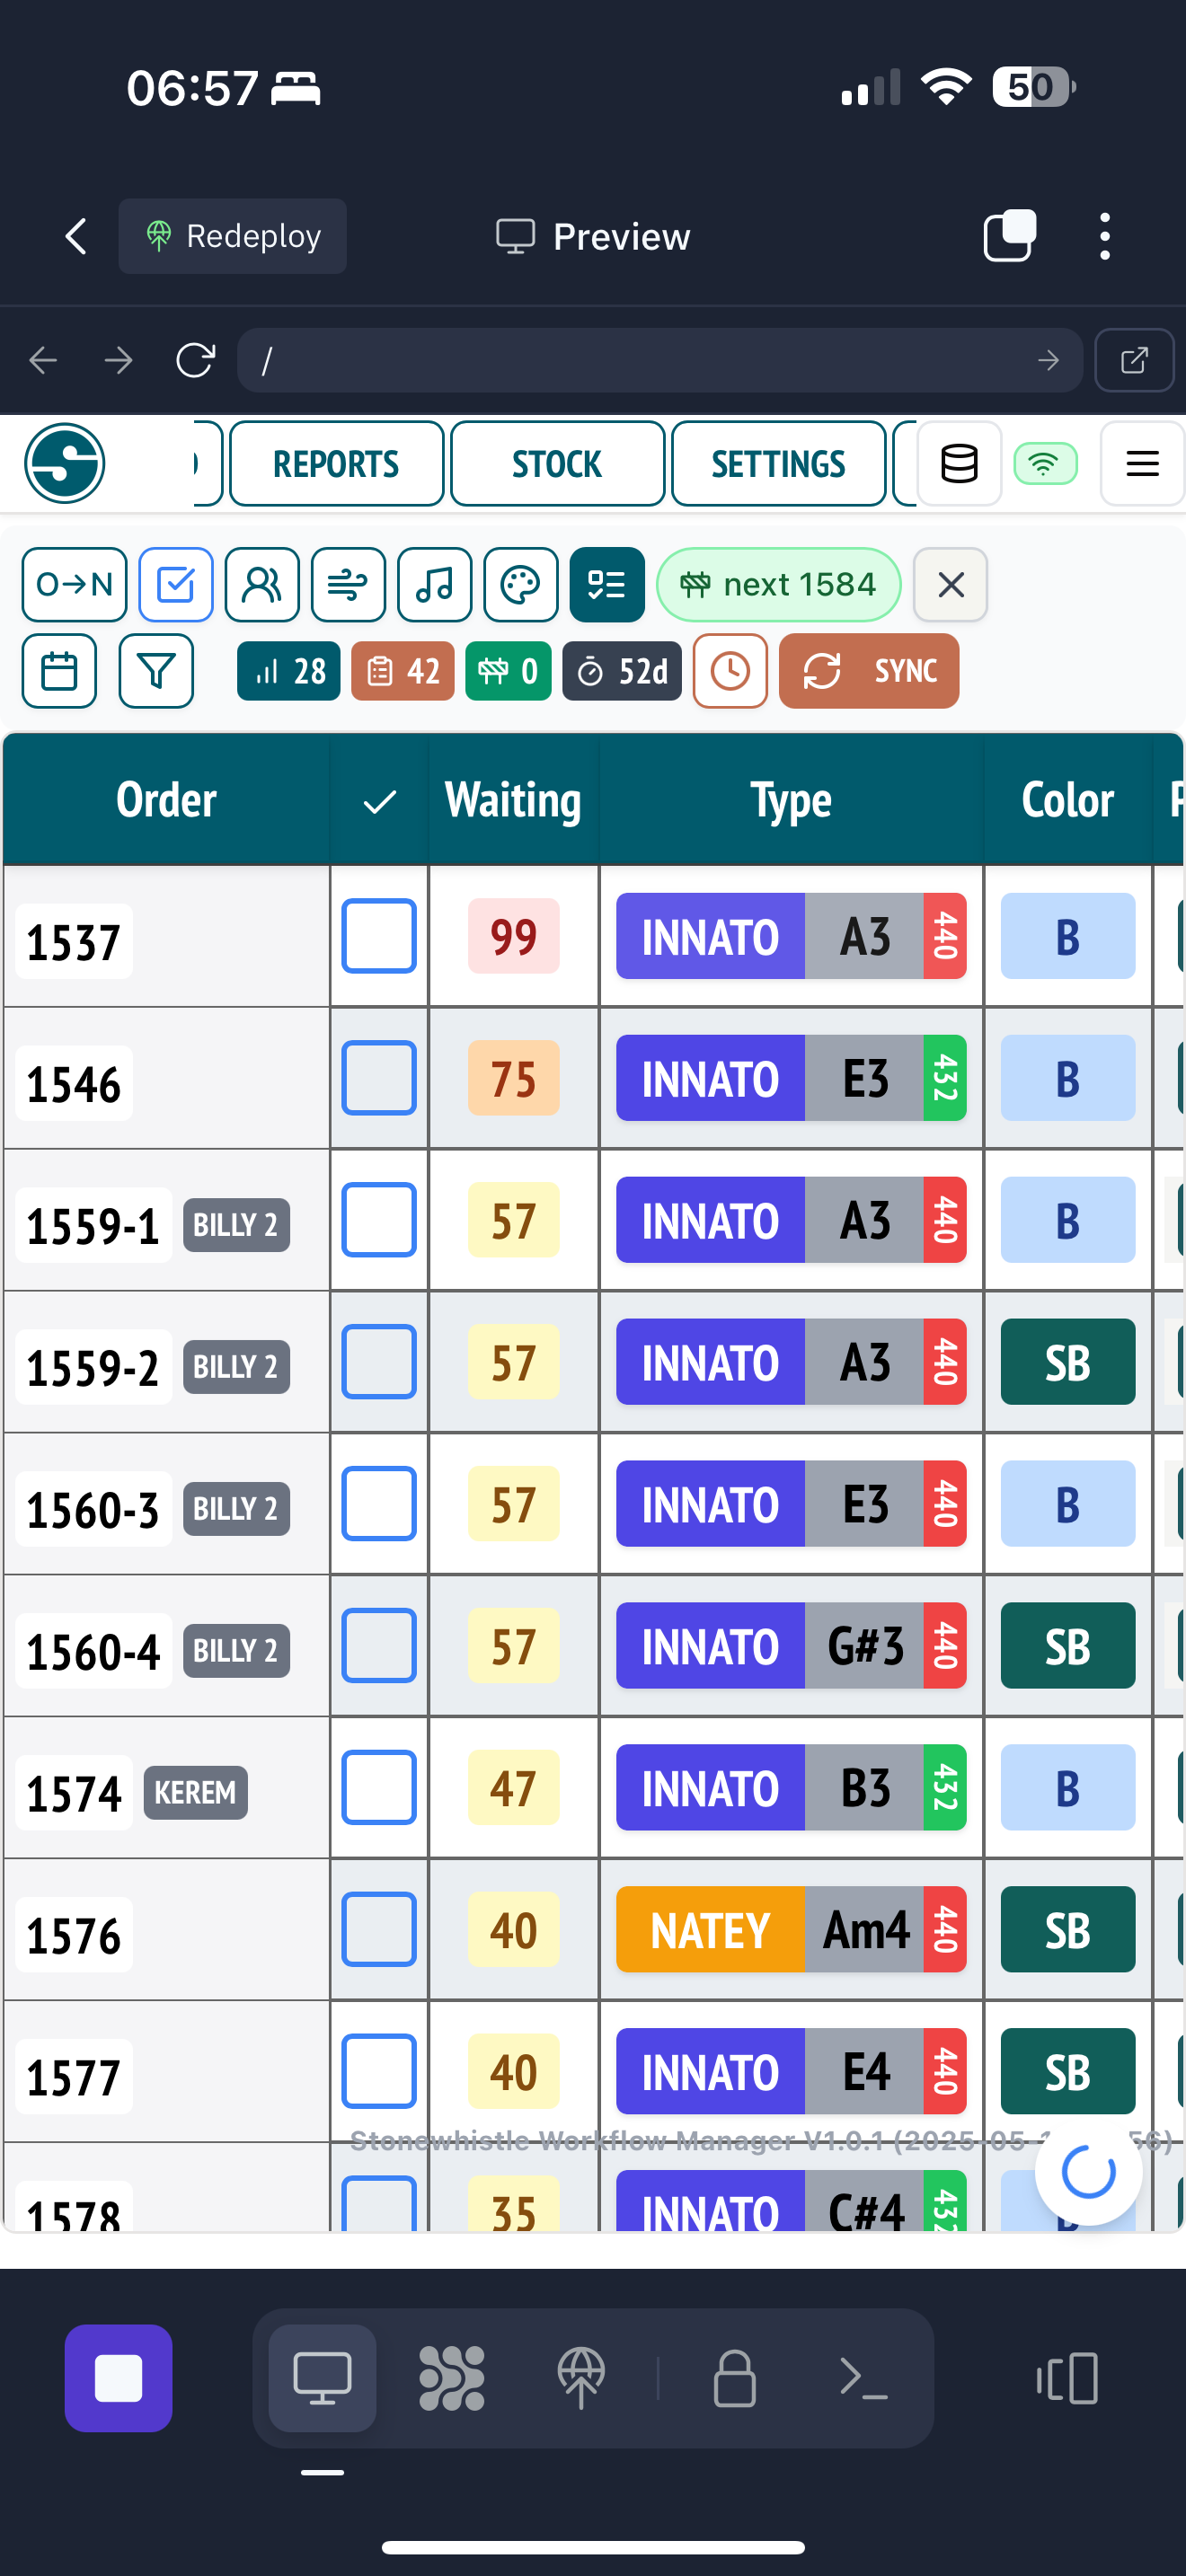 06:57
50
Redeploy
Preview
/
REPORTS
STOCK
SETTINGS
O→N
next 1584
28
42
0
52d
SYNC
Order Waiting Type Color
1537 99 INNATO A3 440 B
1546 75 INNATO E3 432 B
1559-1 BILLY 2 57 INNATO A3 440 B
1559-2 BILLY 2 57 INNATO A3 440 SB
1560-3 BILLY 2 57 INNATO E3 440 B
1560-4 BILLY 2 57 INNATO G#3 440 SB
1574 KEREM 47 INNATO B3 432 B
1576 40 NATEY Am4 440 SB
1577 40 INNATO E4 440 SB
Stonewhistle Workflow Manager V1.0.1 (2025-05-
1578 35 INNATO C#4 432 B